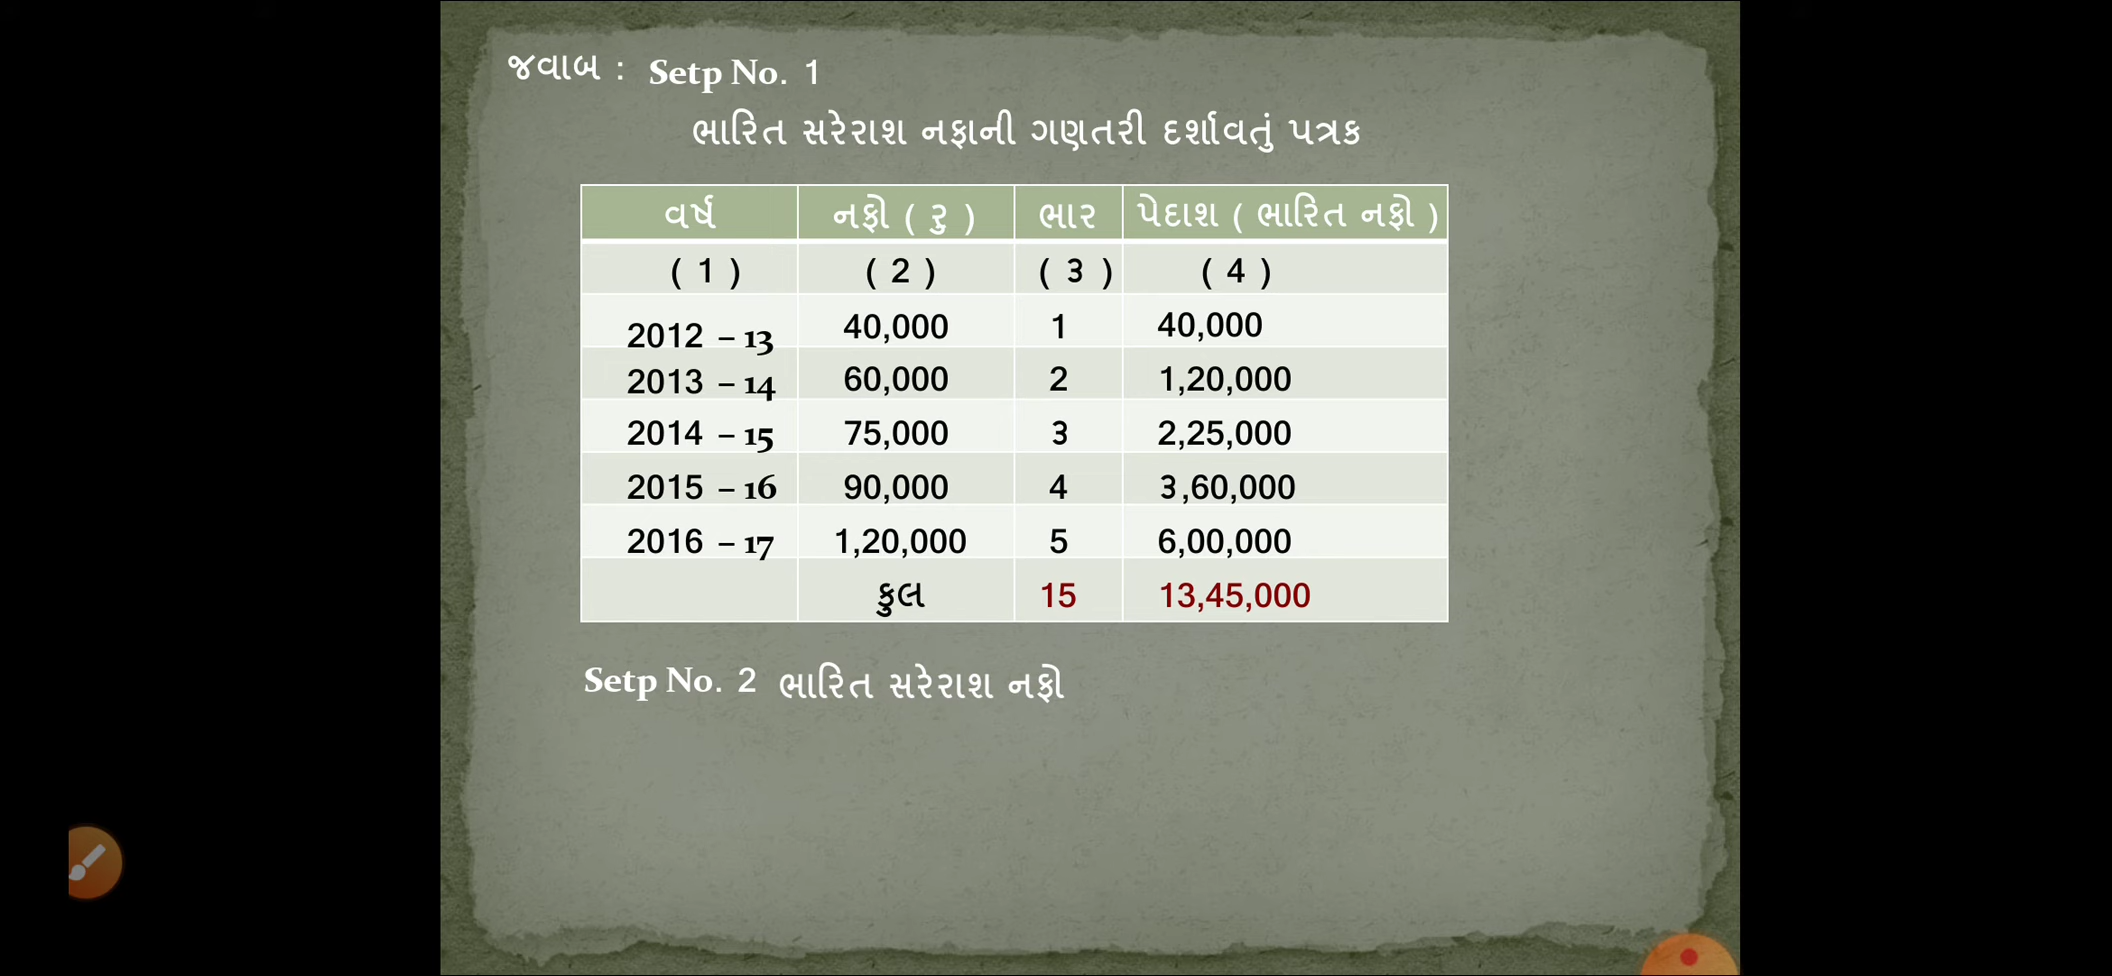 જવાબ : Setp No. 1
ભારિત સરેરાશ નફાની ગણતરી દર્શાવતું પત્રક
વર્ષ નફો ( રુ ) ભાર પેદાશ ( ભારિત નફો )
( 1 ) ( 2 ) ( ૩ ) ( 4 )
2012 – 13 40,000 1 40,000
2013 – 14 60,000 2 1,20,000
2014 – 15 75,000 ૩ 2,25,000
2015 – 16 90,000 4 ૩,60,000
2016 – 17 1,20,000 5 6,00,000
કુલ 15 13,45,000
Setp No. 2 ભારિત સરેરાશ નફો